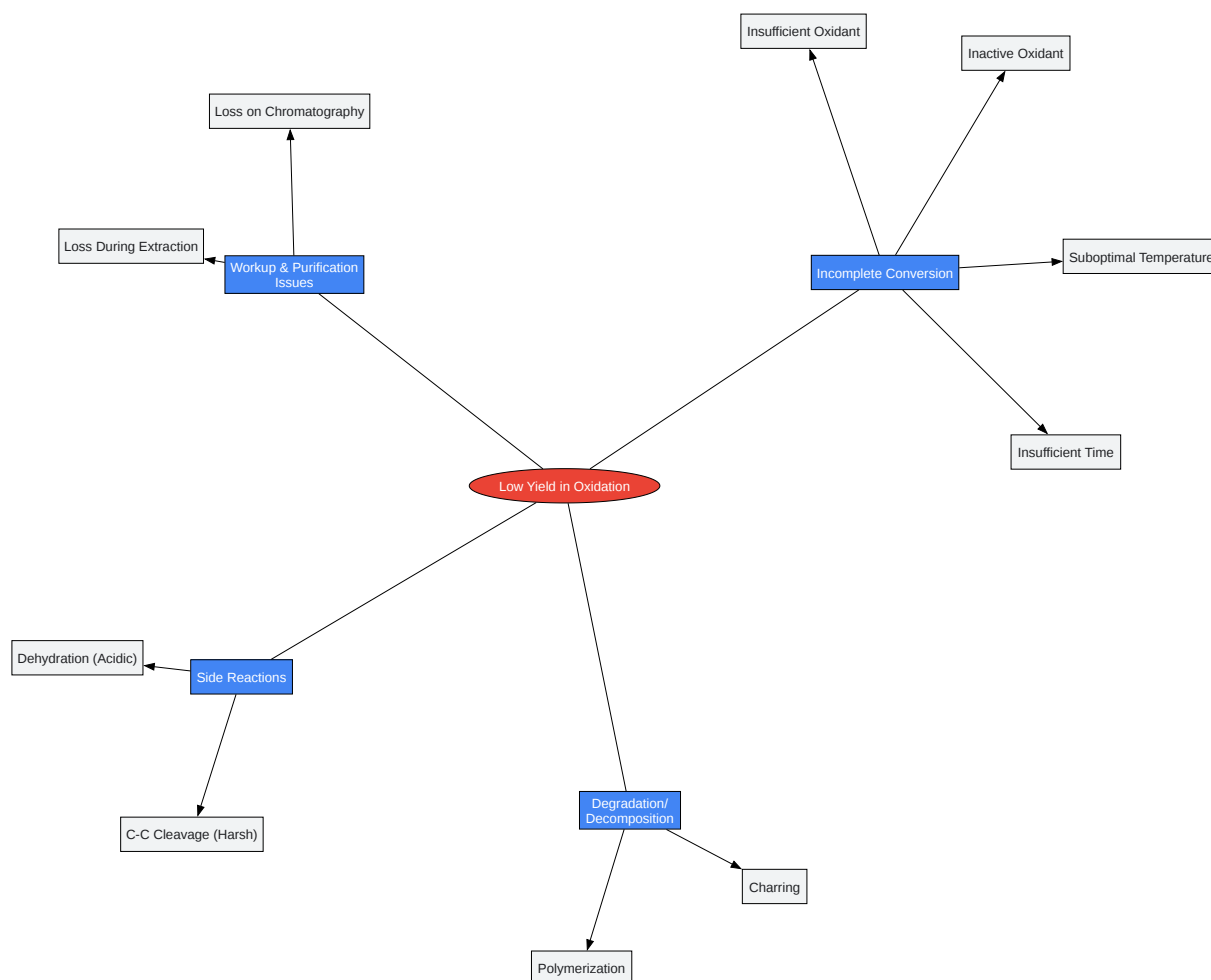 Insufficient Oxidant
Inactive Oxidant
Loss on Chromatography
Loss During Extraction
Workup & Purification
Issues
Incomplete Conversion
Suboptimal Temperature
Insufficient Time
Low Yield in Oxidation
Dehydration (Acidic)
Side Reactions
C-C Cleavage (Harsh)
Degradation/
Decomposition
Charring
Polymerization